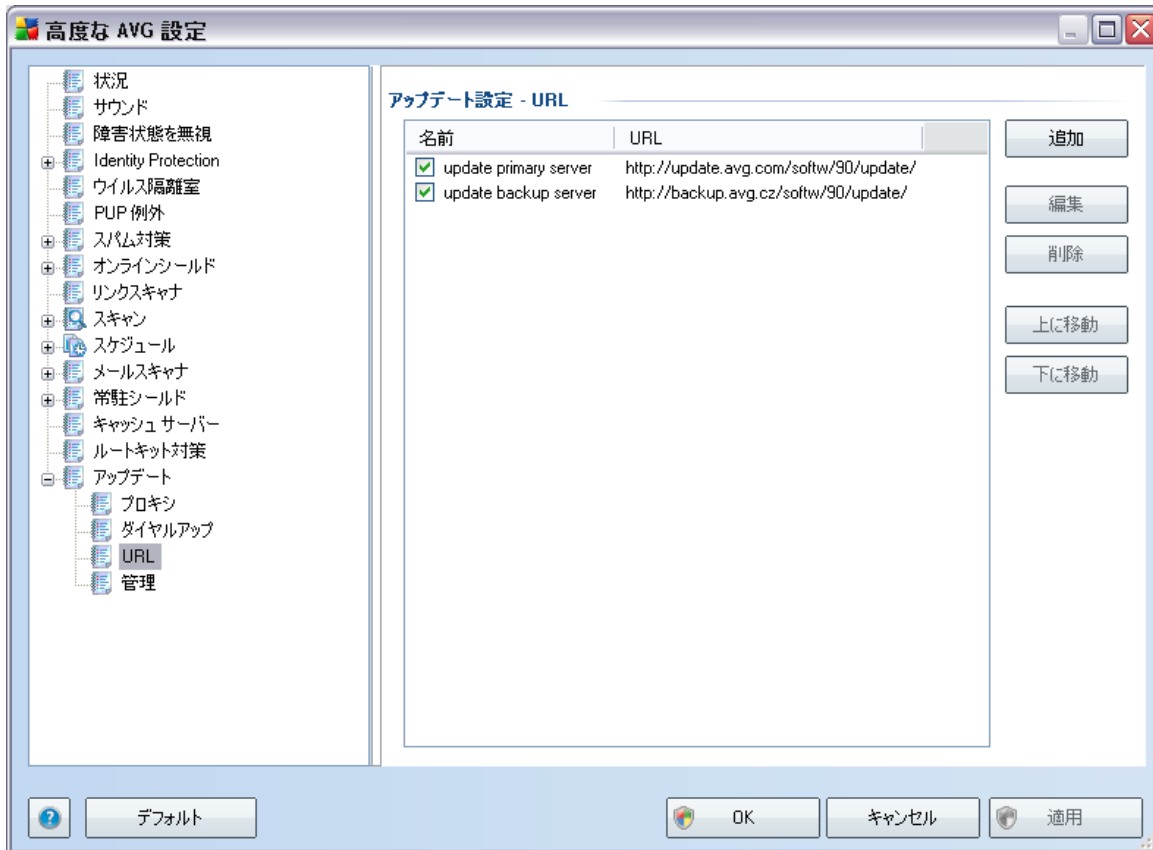 高度な AVG 設定
状況
サウンド
障害状態を無視
Identity Protection
ウイルス隔離室
PUP 例外
スパム対策
オンラインシールド
リンクスキャナ
スキャン
スケジュール
メールスキャナ
常駐シールド
キャッシュ サーバー
ルートキット対策
アップデート
プロキシ
ダイヤルアップ
URL
管理
アップデート設定 - URL
名前 URL
update primary server http://update.avg.com/softw/90/update/
update backup server http://backup.avg.cz/softw/90/update/
追加
編集
削除
上に移動
下に移動
デフォルト
OK
キャンセル
適用